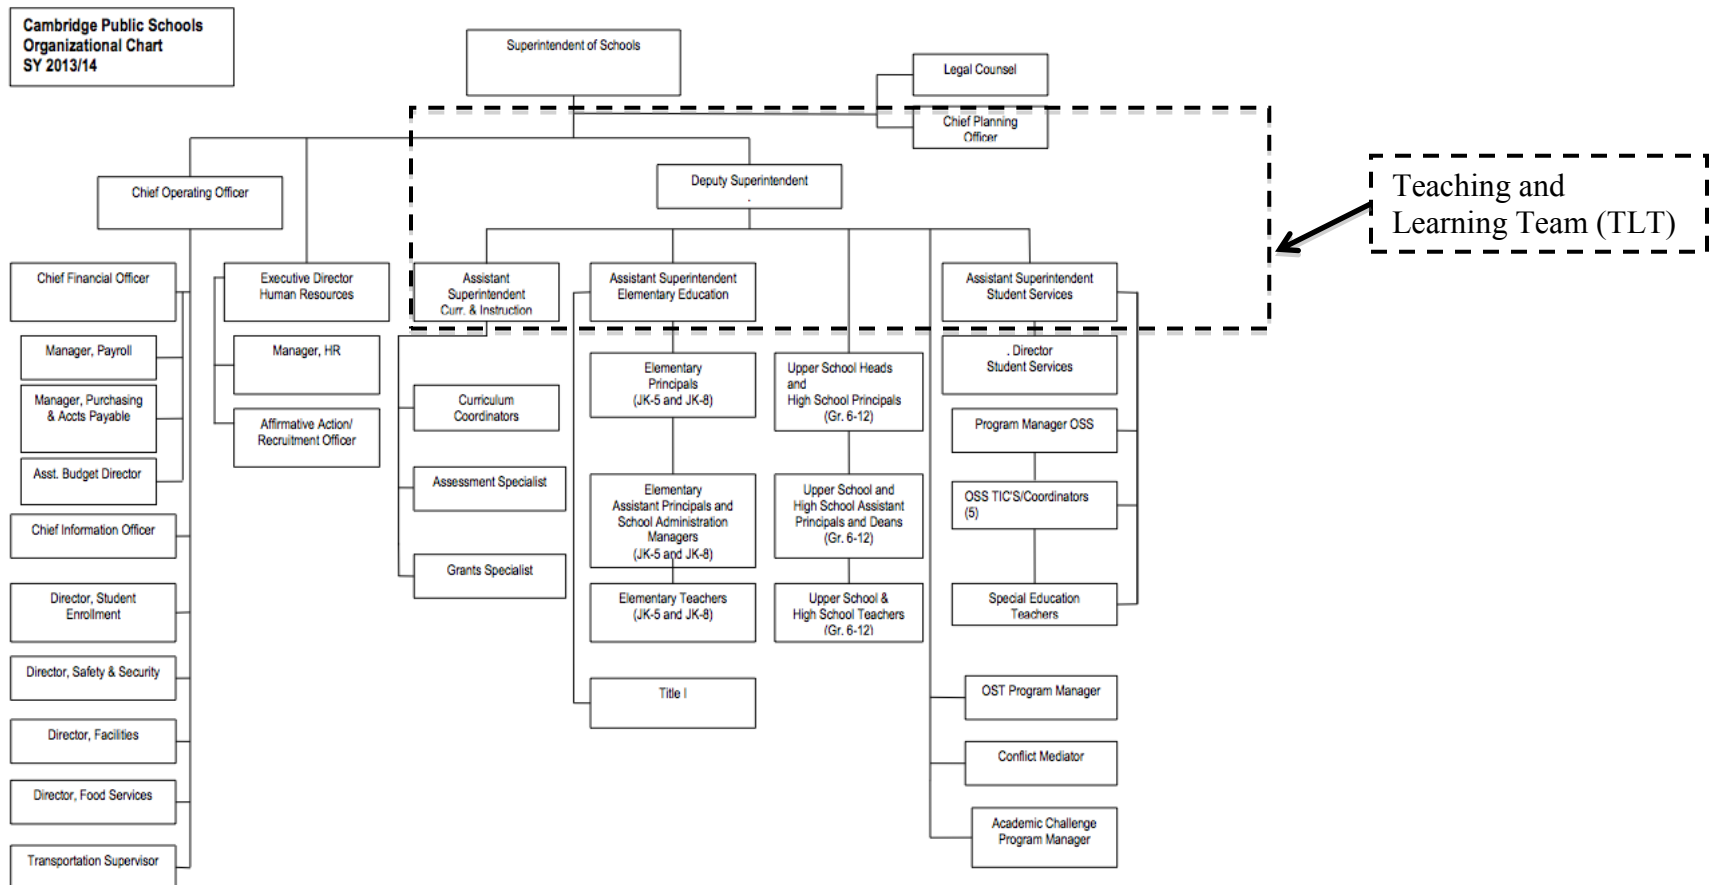 Cambridge Public Schools
Organizational Chart
SY 2013/14
Superintendent of Schools
Legal Counsel
Chief Planning
Officer
Teaching and
Learning Team (TLT)
Deputy Superintendent
.
Chief Operating Officer
Chief Financial Officer
Executive Director
Human Resources
Assistant
Superintendent
Curr. & Instruction
Assistant Superintendent
Elementary Education
Assistant Superintendent
Student Services
Manager, Payroll
Manager, HR
Elementary
Principals
(JK-5 and JK-8)
Upper School Heads
and
High School Principals
(Gr. 6-12)
. Director
Student Services
Manager, Purchasing
& Accts Payable
Affirmative Action/
Recruitment Officer
Curriculum
Coordinators
Program Manager OSS
Asst. Budget Director
Assessment Specialist
Elementary
Assistant Principals and
School Administration
Managers
(JK-5 and JK-8)
Upper School and
High School Assistant
Principals and Deans
(Gr. 6-12)
OSS TIC'S/Coordinators
(5)
Chief Information Officer
Grants Specialist
Director, Student
Enrollment
Elementary Teachers
(JK-5 and JK-8)
Upper School &
High School Teachers
(Gr. 6-12)
Special Education
Teachers
Director, Safety & Security
Title I
OST Program Manager
Director, Facilities
Conflict Mediator
Director, Food Services
Academic Challenge
Program Manager
Transportation Supervisor